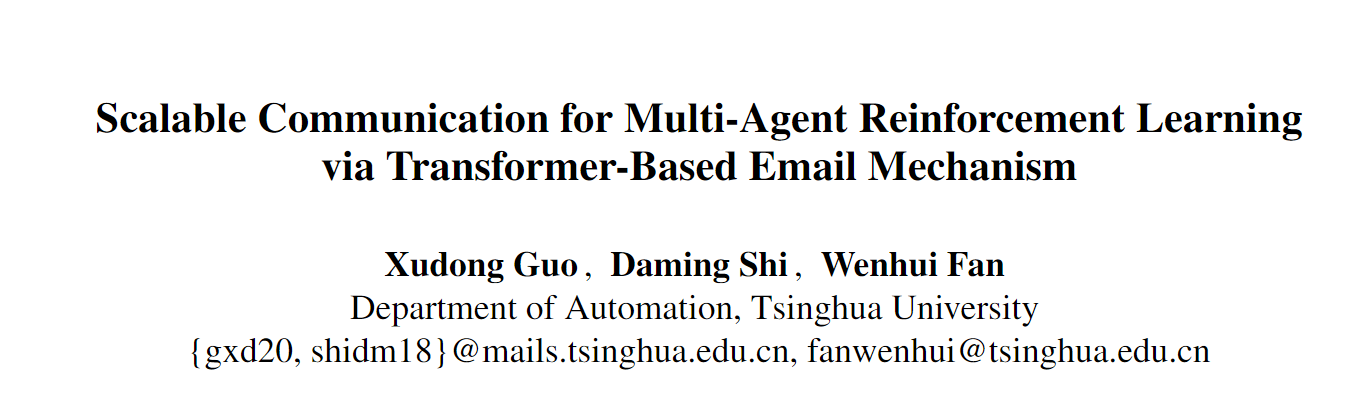 Scalable Communication for Multi-Agent Reinforcement Learning
via Transformer-Based Email Mechanism
Xudong Guo, Daming Shi, Wenhui Fan
Department of Automation, Tsinghua University
{gxd20, shidm18}@mails.tsinghua.edu.cn, fanwenhui@tsinghua.edu.cn